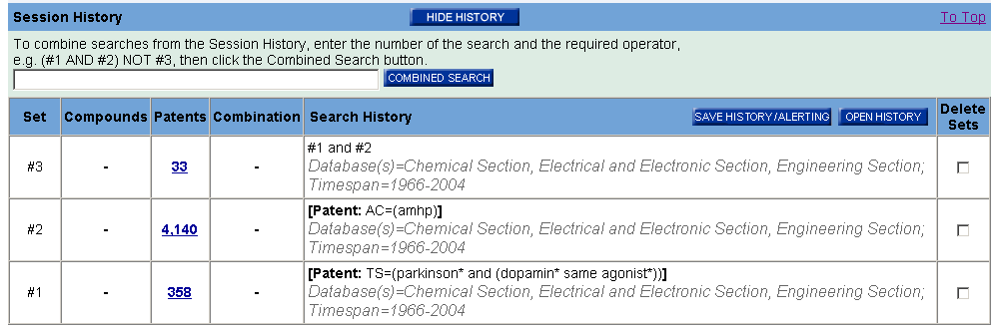 Session History HIDE HISTORY To Top
To combine searches from the Session History, enter the number of the search and the required operator,
e.g. (#1 AND #2) NOT #3, then click the Combined Search button.
COMBINED SEARCH
Set Compounds Patents Combination Search History SAVE HISTORY/ALERTING OPEN HISTORY Delete Sets
#3 - 33 - #1 and #2
Database(s)=Chemical Section, Electrical and Electronic Section, Engineering Section;
Timespan=1966-2004
#2 - 4,140 - [Patent: AC=(amhp)]
Database(s)=Chemical Section, Electrical and Electronic Section, Engineering Section;
Timespan=1966-2004
#1 - 358 - [Patent: TS=(parkinson* and (dopamin* same agonist*))]
Database(s)=Chemical Section, Electrical and Electronic Section, Engineering Section;
Timespan=1966-2004